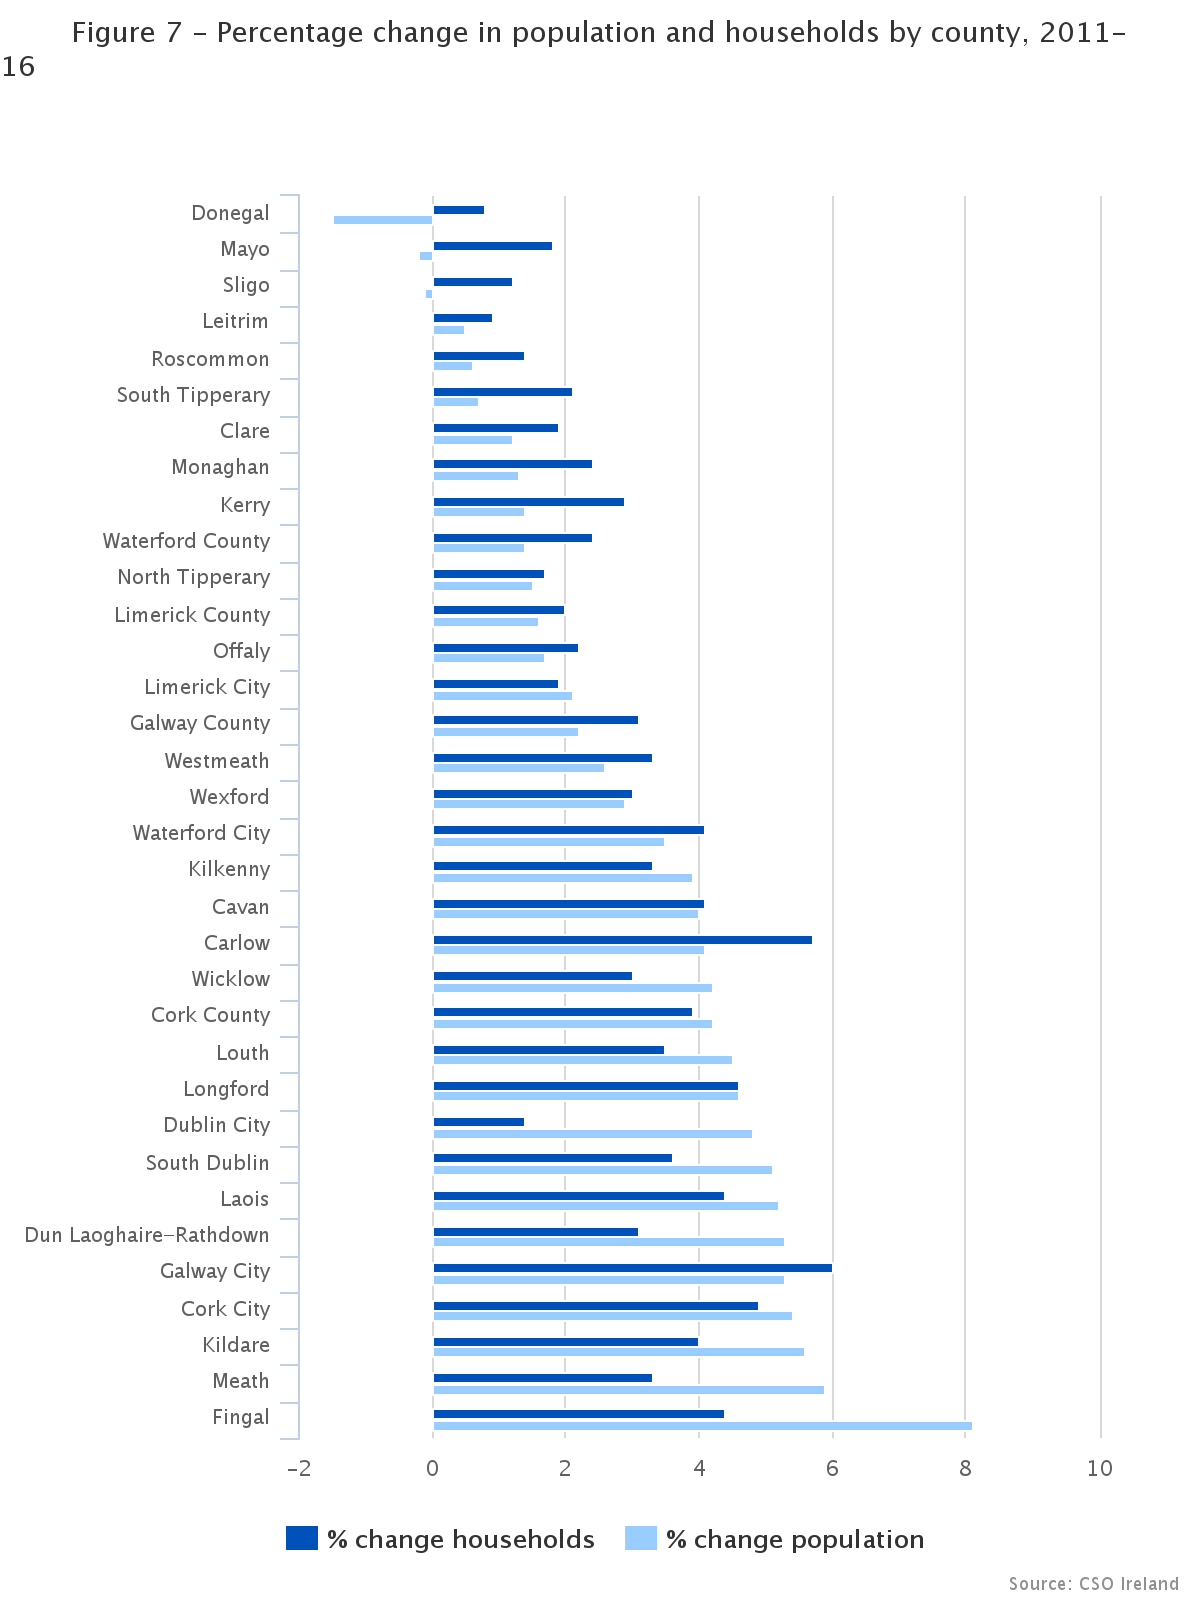 Figure 7 – Percentage change in population and households by county, 2011–
16
Donegal
Mayo
Sligo
Leitrim
Roscommon
South Tipperary
Clare
Monaghan
Kerry
Waterford County
North Tipperary
Limerick County
Offaly
Limerick City
Galway County
Westmeath
Wexford
Waterford City
Kilkenny
Cavan
Carlow
Wicklow
Cork County
Louth
Longford
Dublin City
South Dublin
Laois
Dun Laoghaire–Rathdown
Galway City
Cork City
Kildare
Meath
Fingal
–2 0 2 4 6 8 10
% change households % change population
Source: CSO Ireland